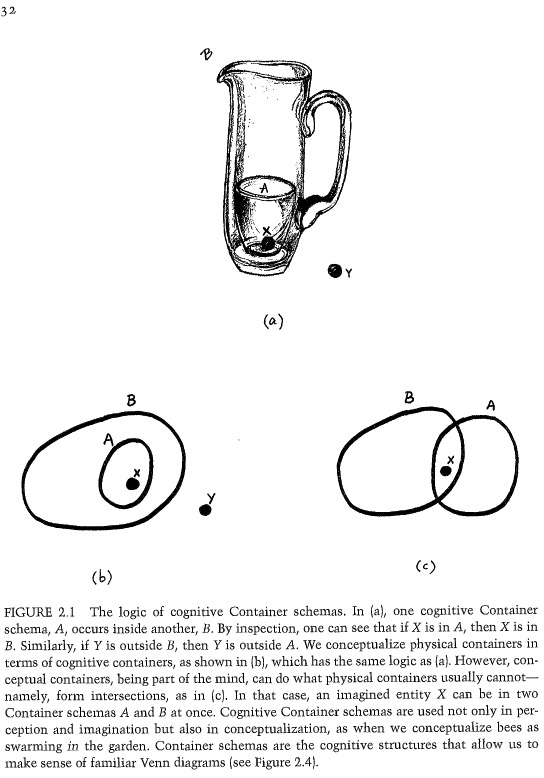 32
B
A
X
Y
(a)
B
A
X
Y
(b)
B
A
X
(c)
FIGURE 2.1 The logic of cognitive Container schemas. In (a), one cognitive Container
schema, A, occurs inside another, B. By inspection, one can see that if X is in A, then X is in
B. Similarly, if Y is outside B, then Y is outside A. We conceptualize physical containers in
terms of cognitive containers, as shown in (b), which has the same logic as (a). However, con-
ceptual containers, being part of the mind, can do what physical containers usually cannot—
namely, form intersections, as in (c). In that case, an imagined entity X can be in two
Container schemas A and B at once. Cognitive Container schemas are used not only in per-
ception and imagination but also in conceptualization, as when we conceptualize bees as
swarming in the garden. Container schemas are the cognitive structures that allow us to
make sense of familiar Venn diagrams (see Figure 2.4).